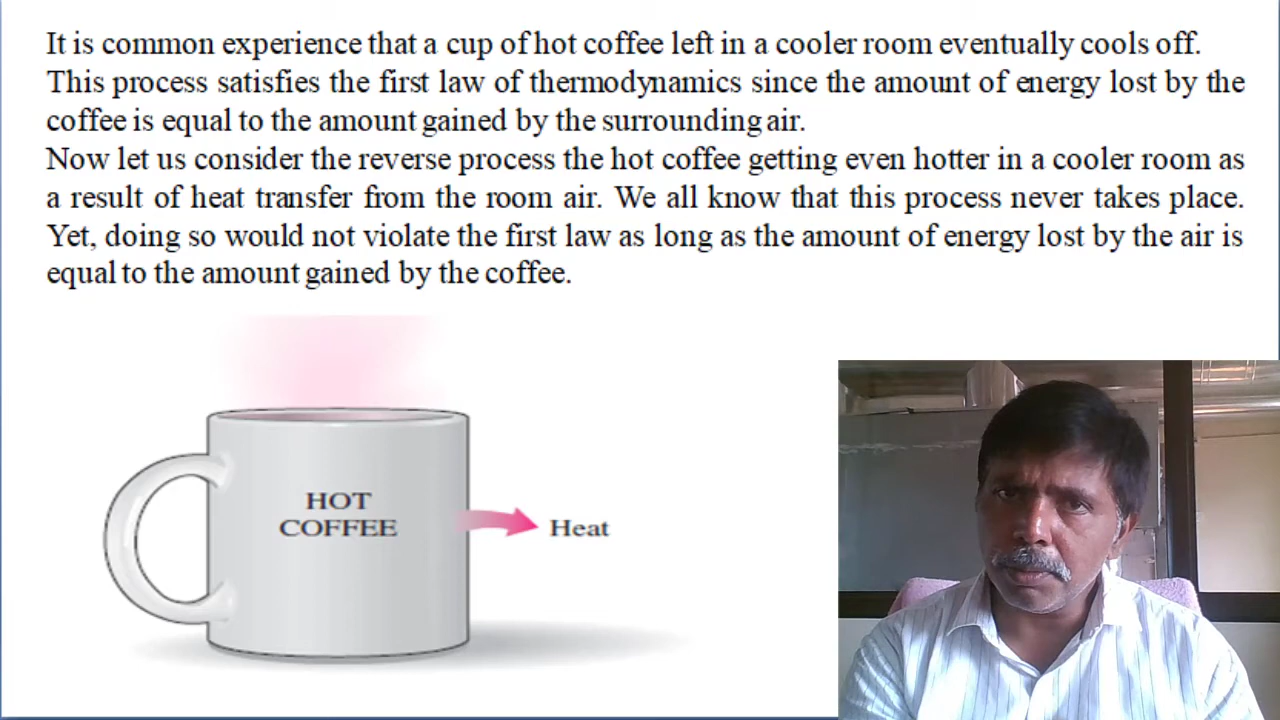 It is common experience that a cup of hot coffee left in a cooler room eventually cools off.
This process satisfies the first law of thermodynamics since the amount of energy lost by the
coffee is equal to the amount gained by the surrounding air.
Now let us consider the reverse process the hot coffee getting even hotter in a cooler room as
a result of heat transfer from the room air. We all know that this process never takes place.
Yet, doing so would not violate the first law as long as the amount of energy lost by the air is
equal to the amount gained by the coffee.
HOT
COFFEE
Heat